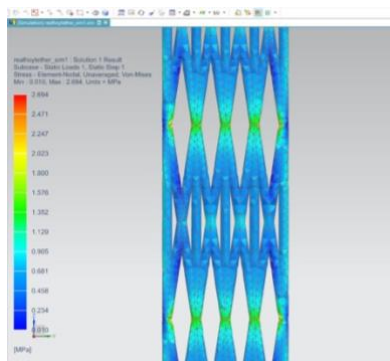 Solution 1 Result
Subcase - Static Loads 1, Static Step 1
Stress - Element-Nodal, Unaveraged, Von-Mises
Min : 0.010, Max : 2.694, Units = MPa
2.694
2.471
2.247
2.023
1.800
1.576
1.352
1.129
0.905
0.681
0.458
0.234
0.010
[MPa]